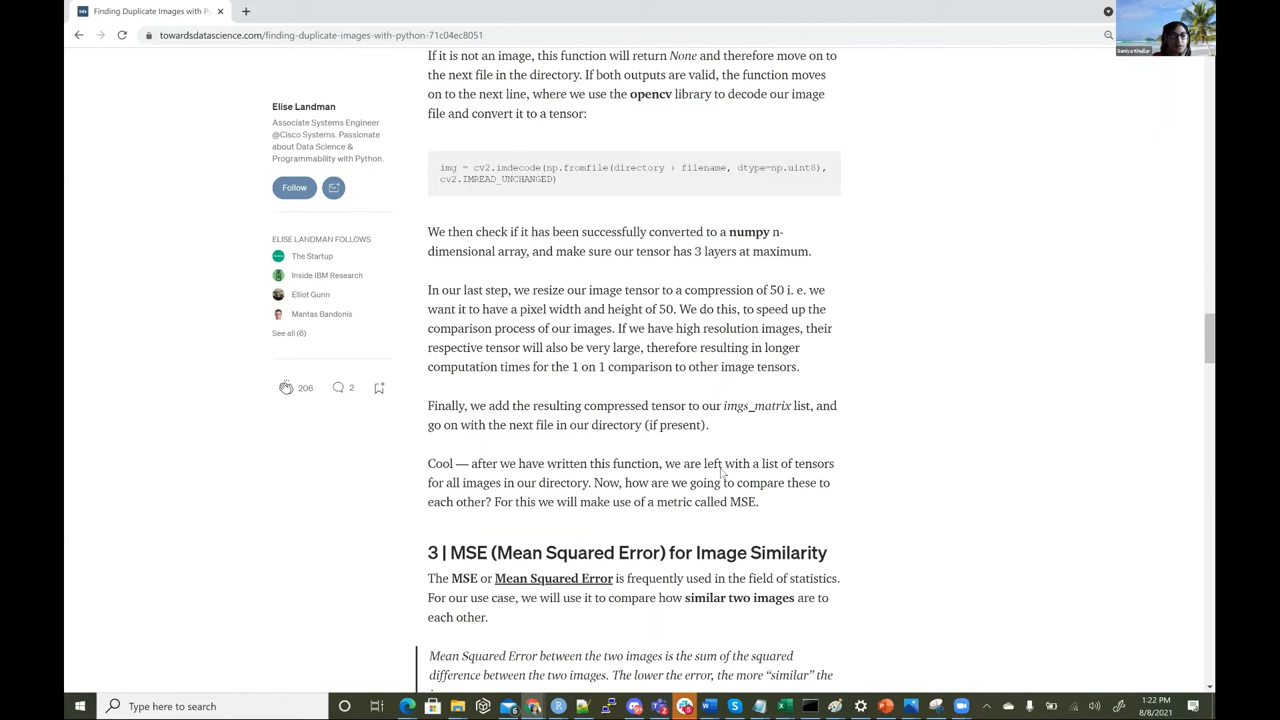 Finding Duplicate Images with P
towardsdatascience.com/finding-duplicate-images-with-python-71c04ec8051
Saniya Khullar
If it is not an image, this function will return None and therefore move on to
the next file in the directory. If both outputs are valid, the function moves
on to the next line, where we use the opencv library to decode our image
file and convert it to a tensor:
Elise Landman
Associate Systems Engineer
@Cisco Systems. Passionate
about Data Science &
Programmability with Python.
Follow
ELISE LANDMAN FOLLOWS
The Startup
Inside IBM Research
Elliot Gunn
Mantas Bandonis
See all (6)
206
2
img = cv2.imdecode(np.fromfile(directory + filename, dtype=np.uint8),
cv2.IMREAD_UNCHANGED)
We then check if it has been successfully converted to a numpy n-
dimensional array, and make sure our tensor has 3 layers at maximum.
In our last step, we resize our image tensor to a compression of 50 i. e. we
want it to have a pixel width and height of 50. We do this, to speed up the
comparison process of our images. If we have high resolution images, their
respective tensor will also be very large, therefore resulting in longer
computation times for the 1 on 1 comparison to other image tensors.
Finally, we add the resulting compressed tensor to our imgs_matrix list, and
go on with the next file in our directory (if present).
Cool — after we have written this function, we are left with a list of tensors
for all images in our directory. Now, how are we going to compare these to
each other? For this we will make use of a metric called MSE.
3 | MSE (Mean Squared Error) for Image Similarity
The MSE or Mean Squared Error is frequently used in the field of statistics.
For our use case, we will use it to compare how similar two images are to
each other.
Mean Squared Error between the two images is the sum of the squared
difference between the two images. The lower the error, the more “similar” the
Type here to search
1:22 PM
8/8/2021